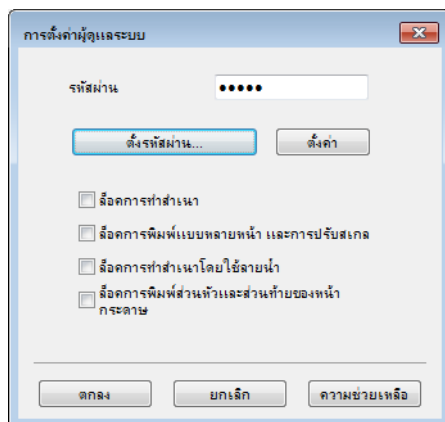 การตั้งค่าผู้ดูแลระบบ
รหัสผ่าน •••••
ตั้งรหัสผ่าน... ตั้งค่า
ล็อคการทำสำเนา
ล็อคการพิมพ์แบบหลายหน้า และการปรับสเกล
ล็อคการทำสำเนาโดยใช้ลายน้ำ
ล็อคการพิมพ์ส่วนหัวและส่วนท้ายของหน้า
กระดาษ
ตกลง ยกเลิก ความช่วยเหลือ